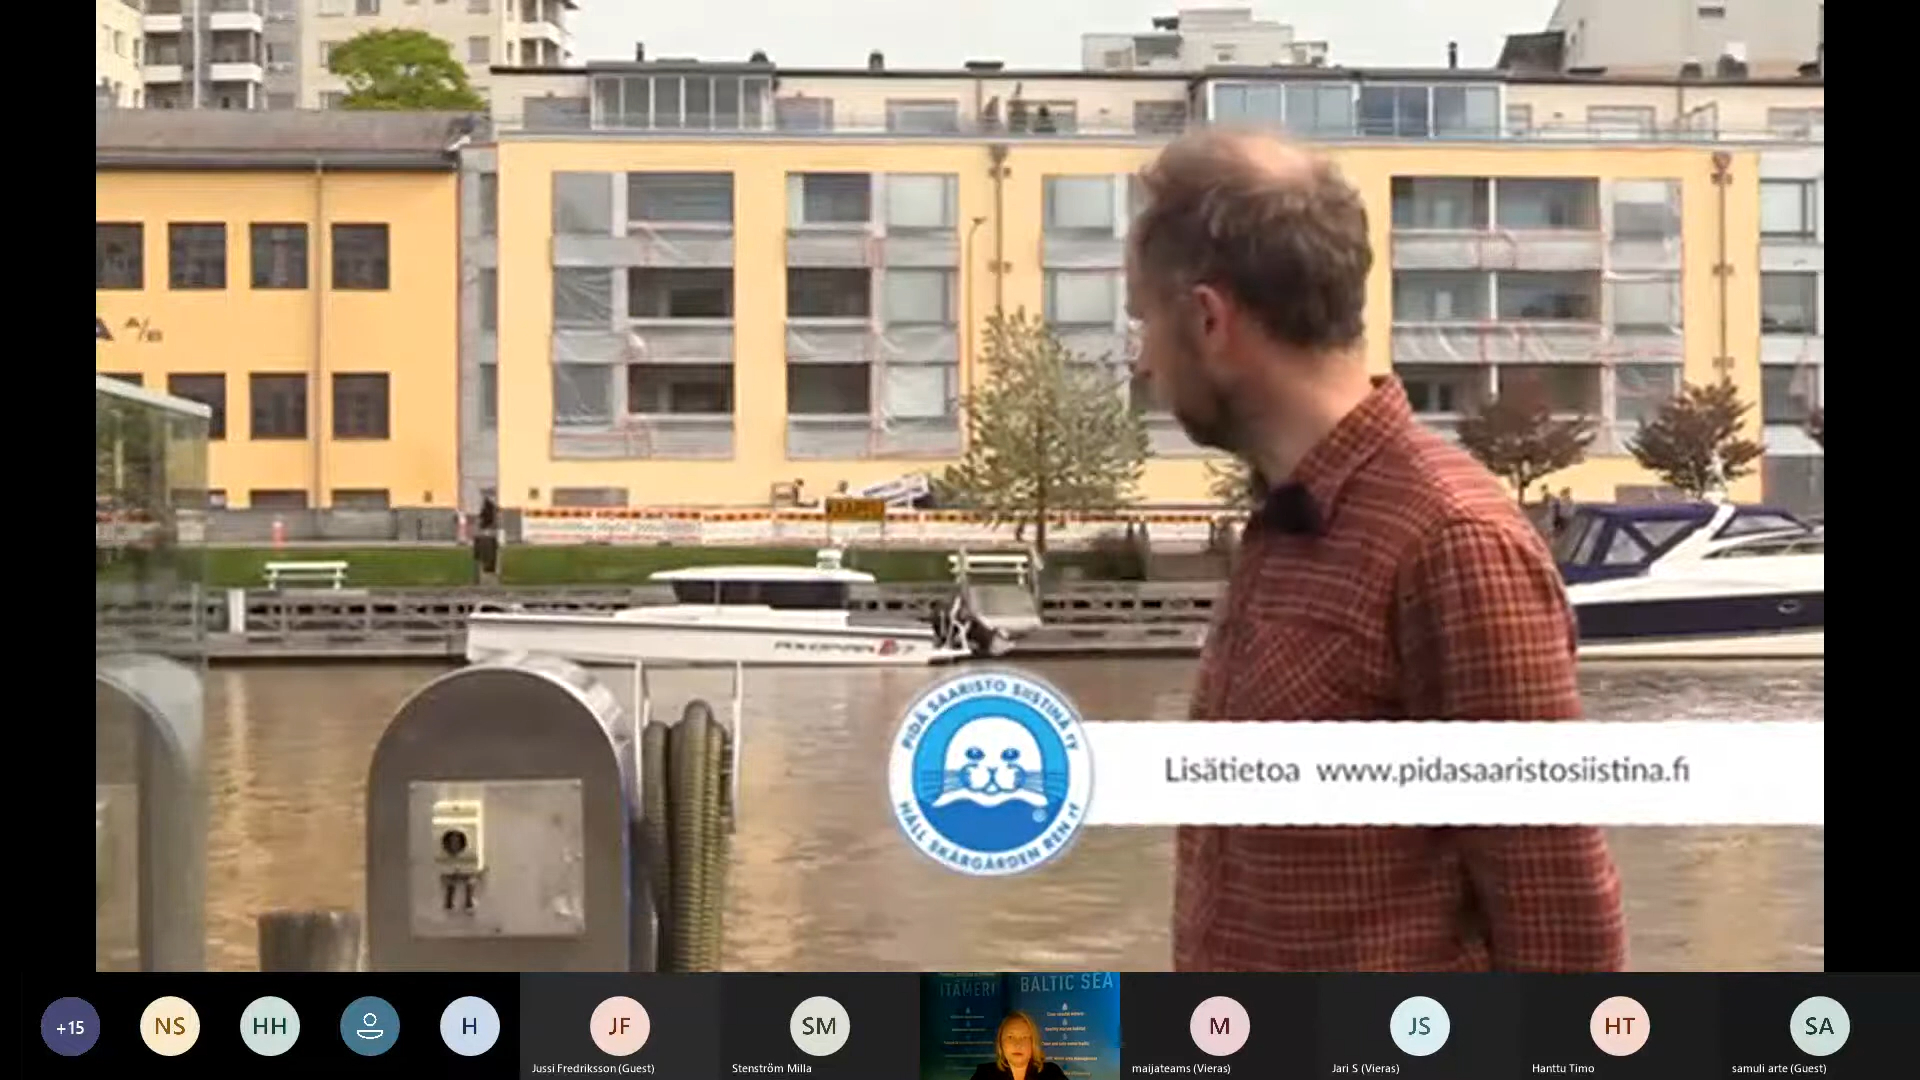 A A/B
PIDÄ SAARISTO SIISTINÄ ry
HÅLL SKÄRGÅRDEN REN rf
Lisätietoa www.pidasaaristosiistina.fi
ITÄMERI
BALTIC SEA
+15
NS
HH
H
JF
SM
M
JS
HT
SA
Jussi Fredriksson (Guest)
Stenström Milla
maijateams (Vieras)
Jari S (Vieras)
Hanttu Timo
samuli arte (Guest)